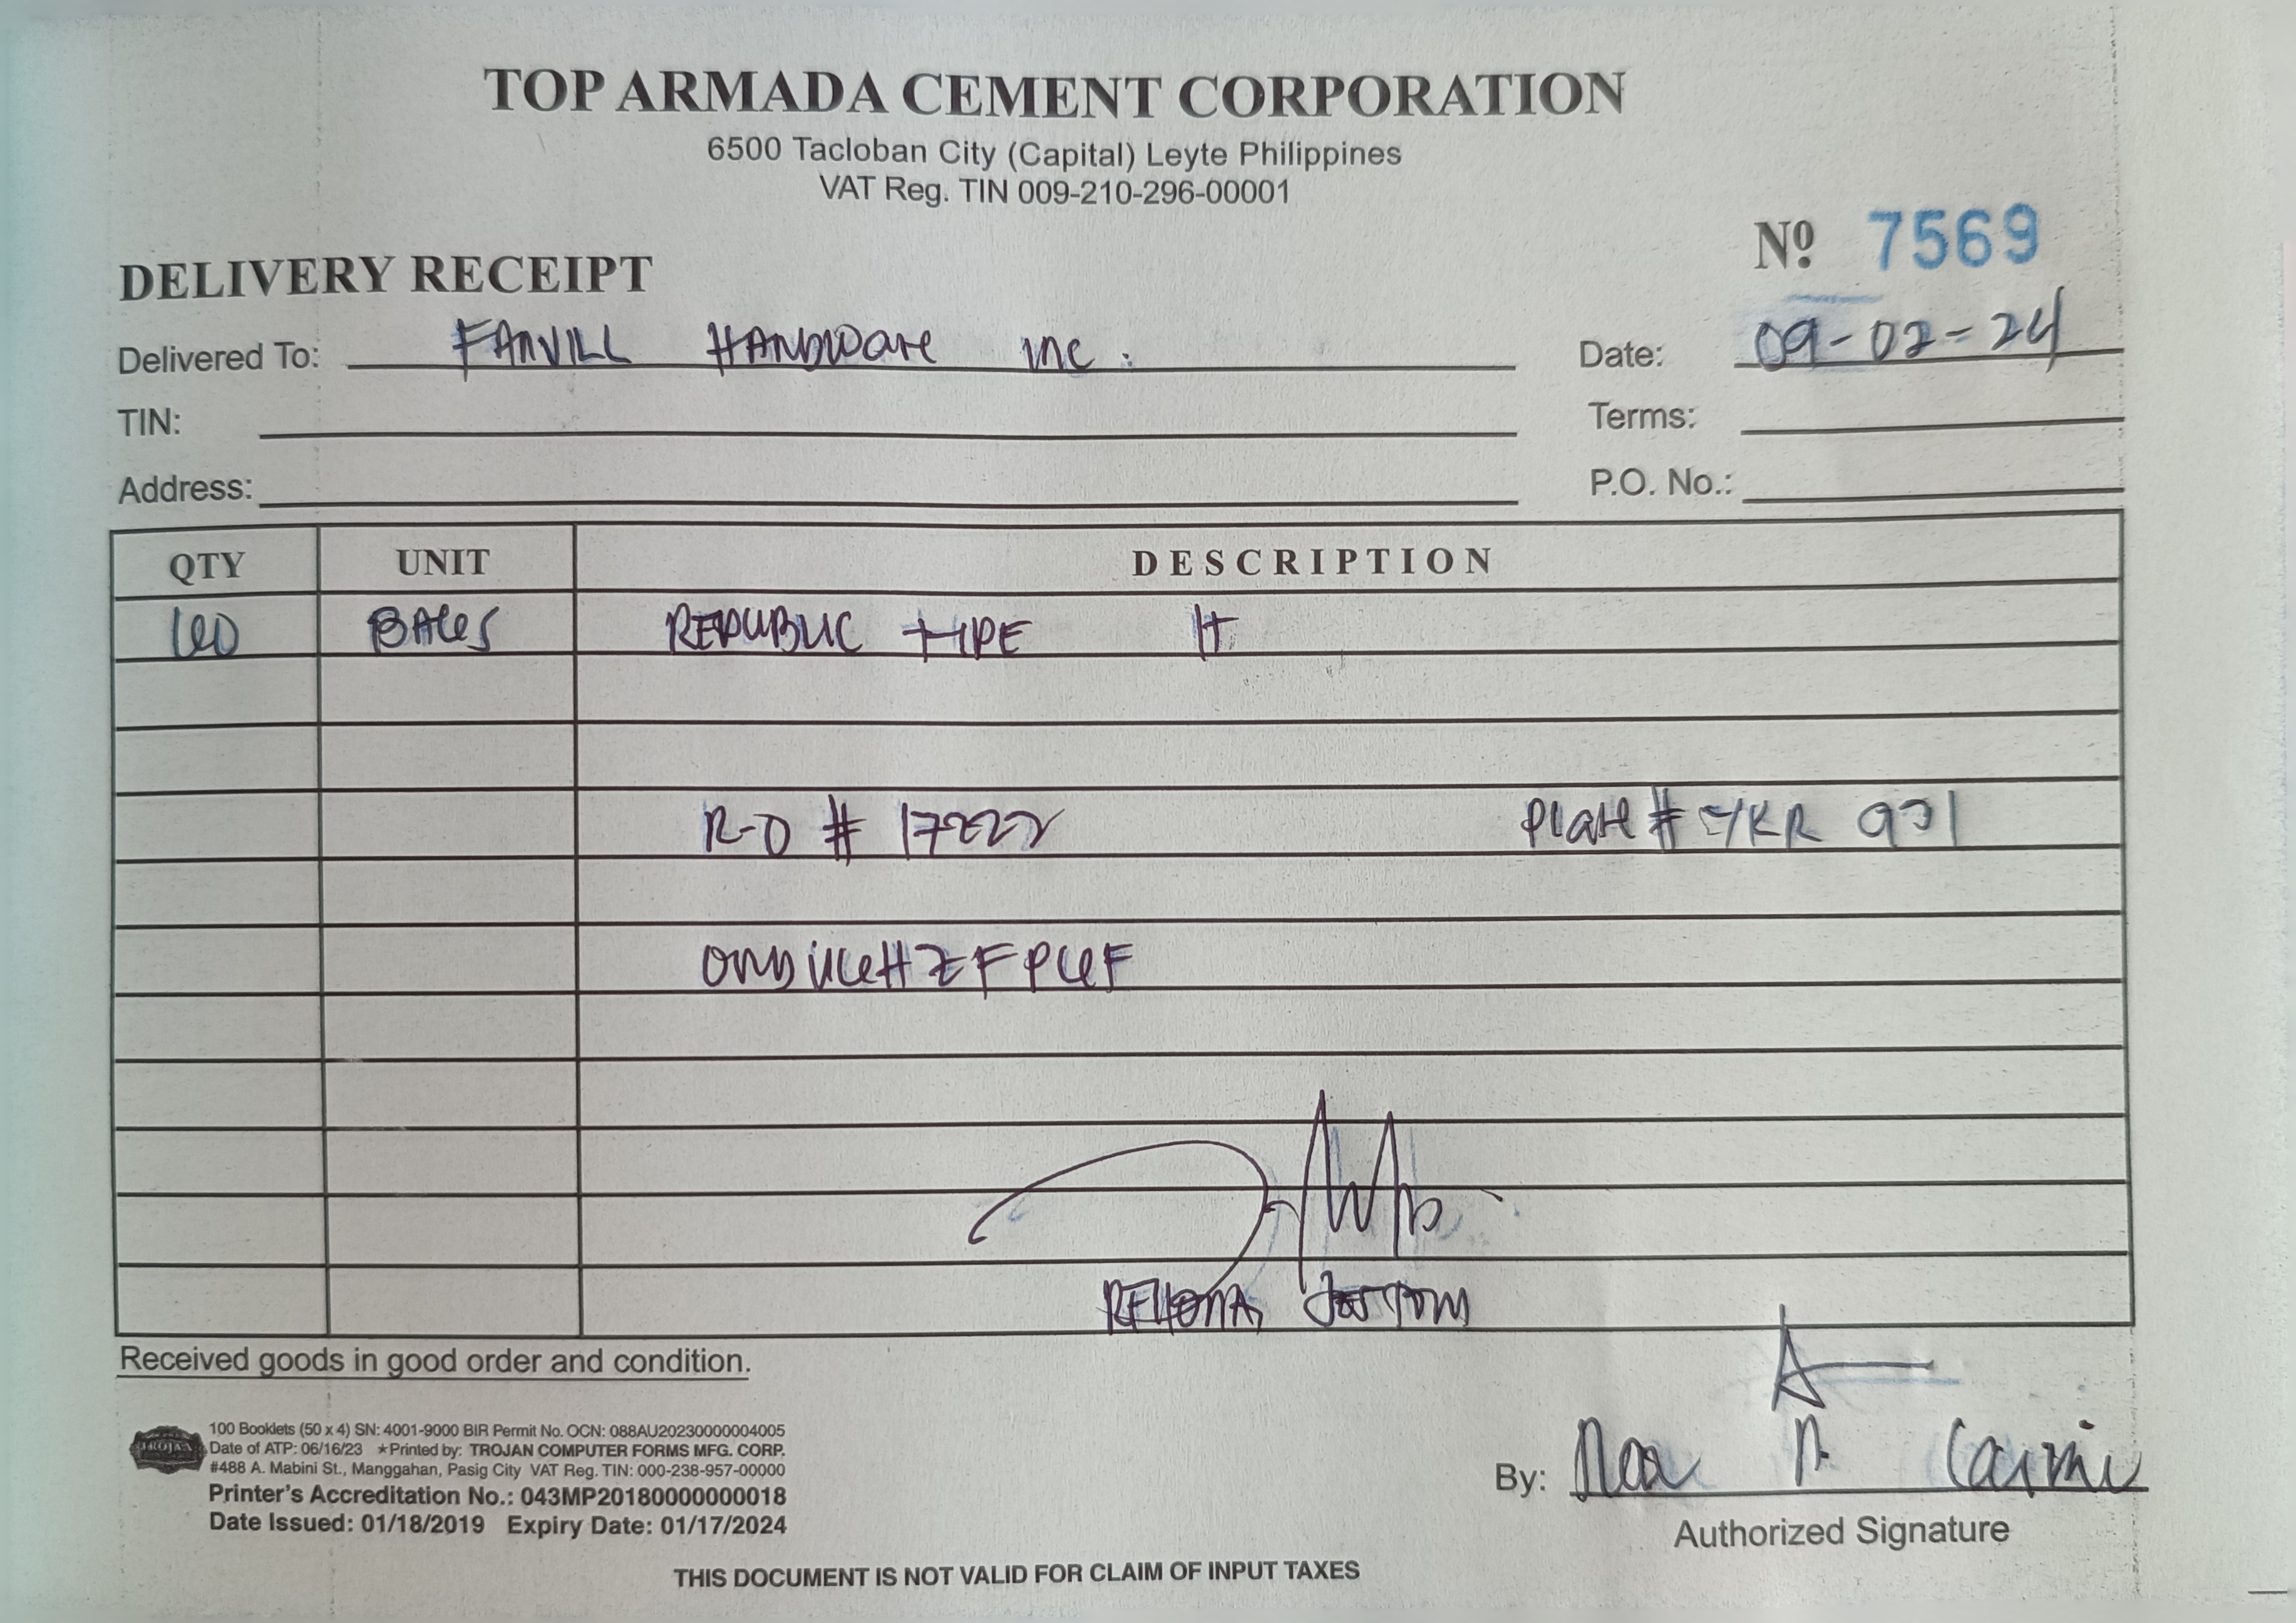 TOP ARMADA CEMENT CORPORATION
6500 Tacloban City (Capital) Leyte Philippines
VAT Reg. TIN 009-210-296-00001
Nº 7569
DELIVERY RECEIPT
Delivered To: FANVILL HARDWARE INC. Date: 09-02-24
TIN: Terms:
Address: P.O. No.:
QTY UNIT DESCRIPTION
BALES REPUBLIC TYPE 1T
R-O # 17222 Plate # YKR 931
Received goods in good order and condition.
TROJAN
100 Booklets (50 x 4) SN: 4001-9000 BIR Permit No. OCN: 088AU20230000004005
Date of ATP: 06/16/23 ★Printed by: TROJAN COMPUTER FORMS MFG. CORP.
#488 A. Mabini St., Manggahan, Pasig City VAT Reg. TIN: 000-238-957-00000
Printer's Accreditation No.: 043MP20180000000018
Date Issued: 01/18/2019 Expiry Date: 01/17/2024
By:
Authorized Signature
THIS DOCUMENT IS NOT VALID FOR CLAIM OF INPUT TAXES